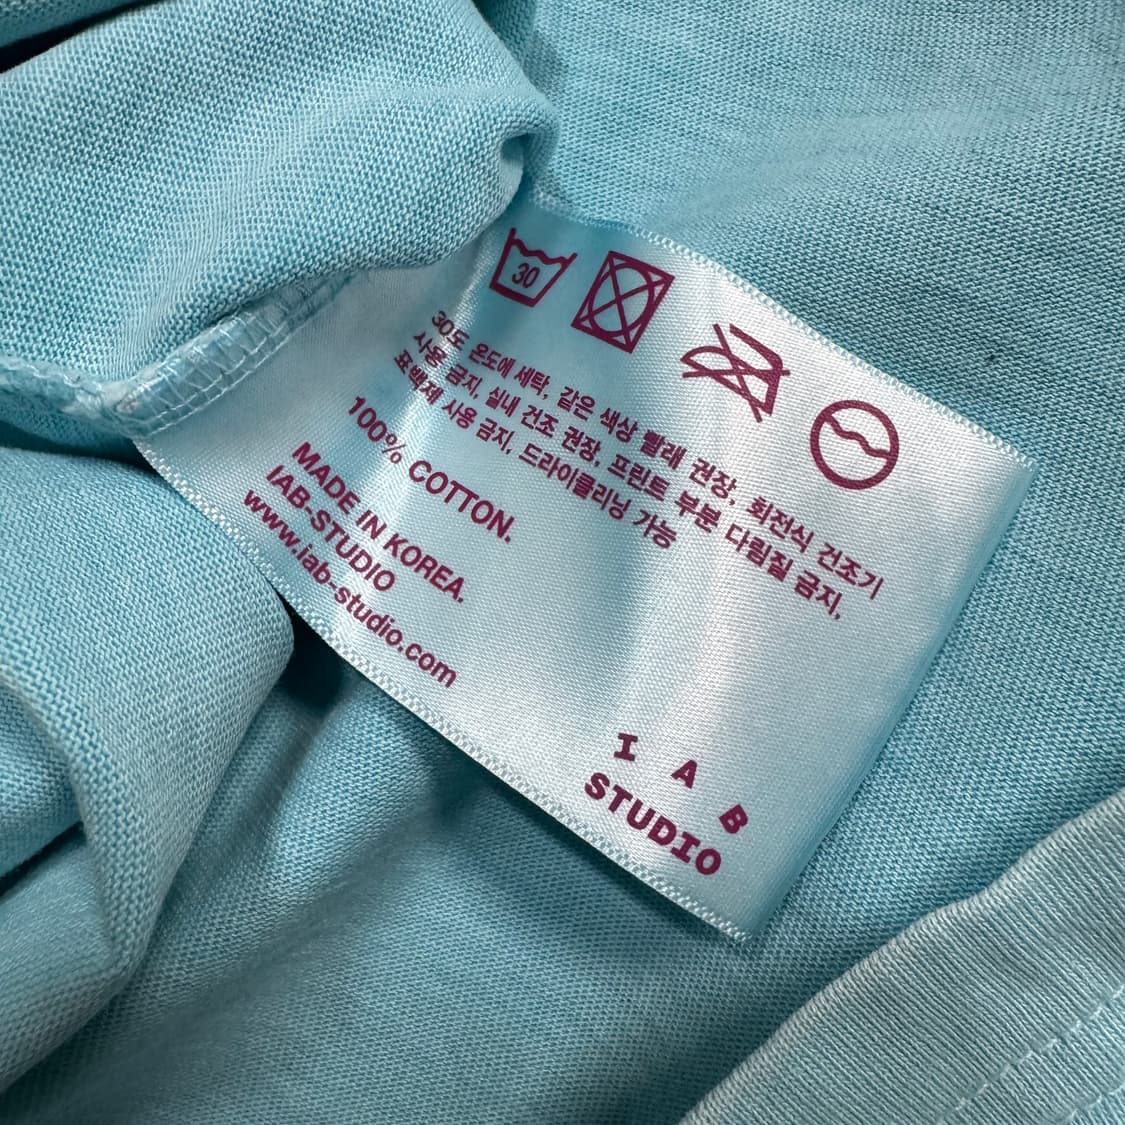 30
30도 온도에 세탁, 같은 색상 빨래 권장, 회전식 건조기
사용 금지, 실내 건조 권장, 프린트 부분 다림질 금지,
표백제 사용 금지, 드라이클리닝 가능
100% COTTON.
MADE IN KOREA.
IAB-STUDIO
www.iab-studio.com
I A B
STUDIO